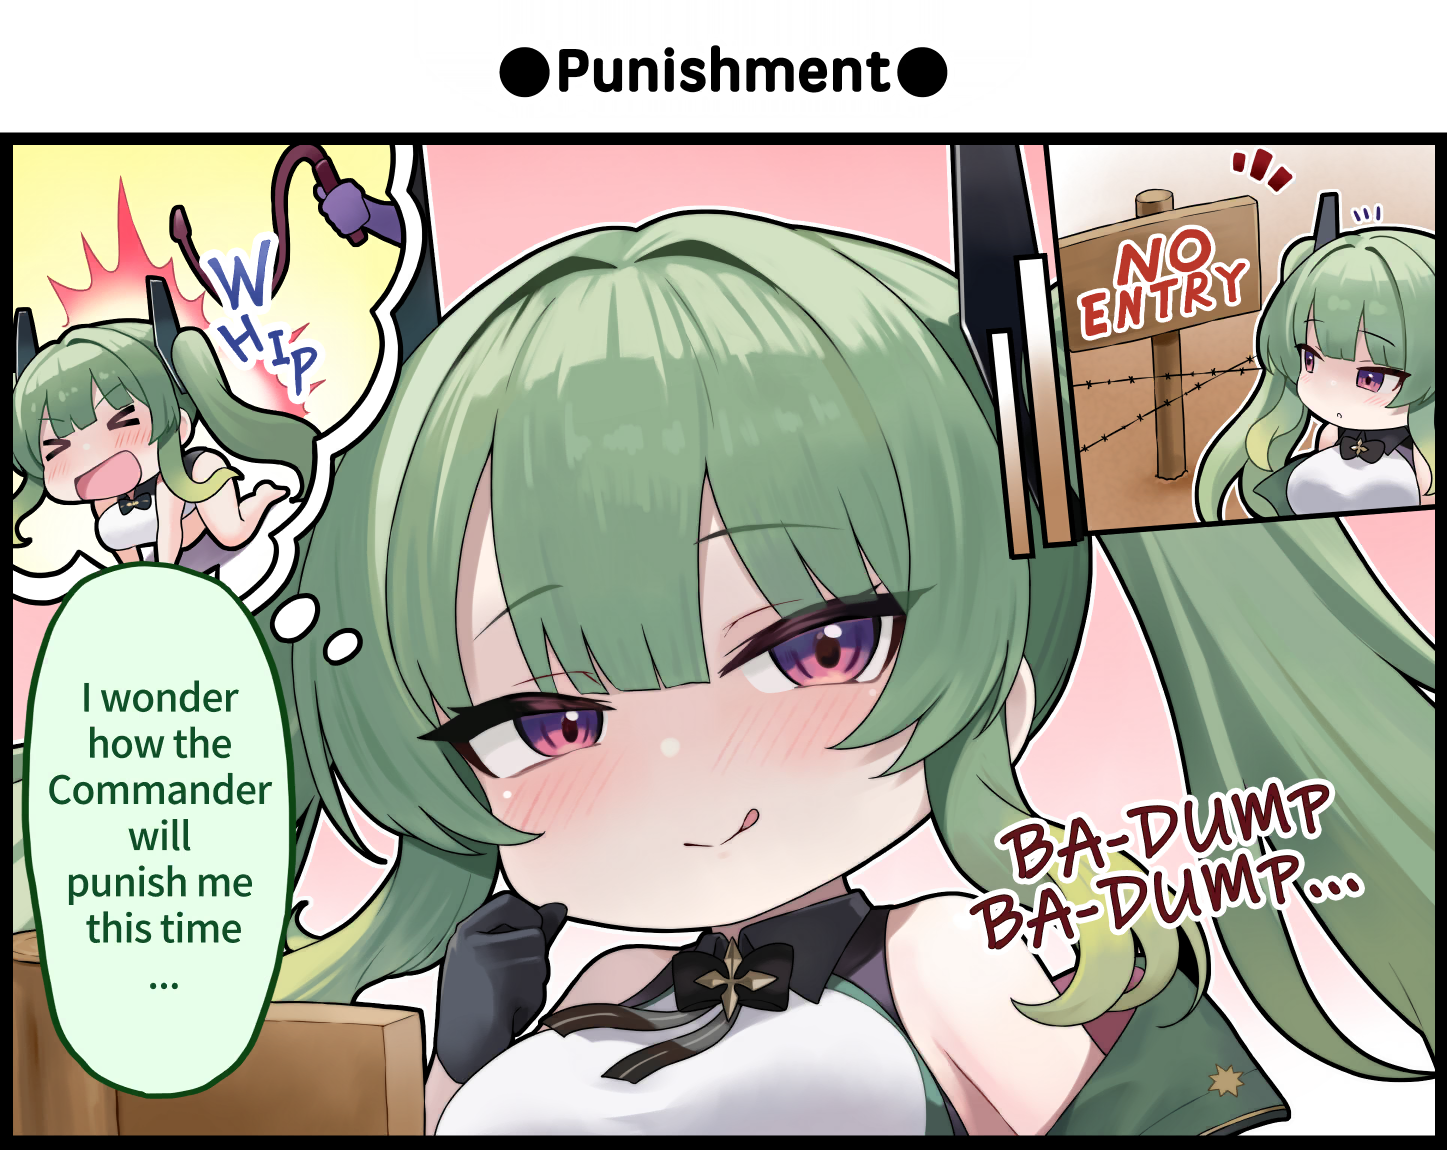 ●Punishment●
NO
ENTRY
WHIP
I wonder
how the
Commander
will
punish me
this time
...
BA-DUMP
BA-DUMP...